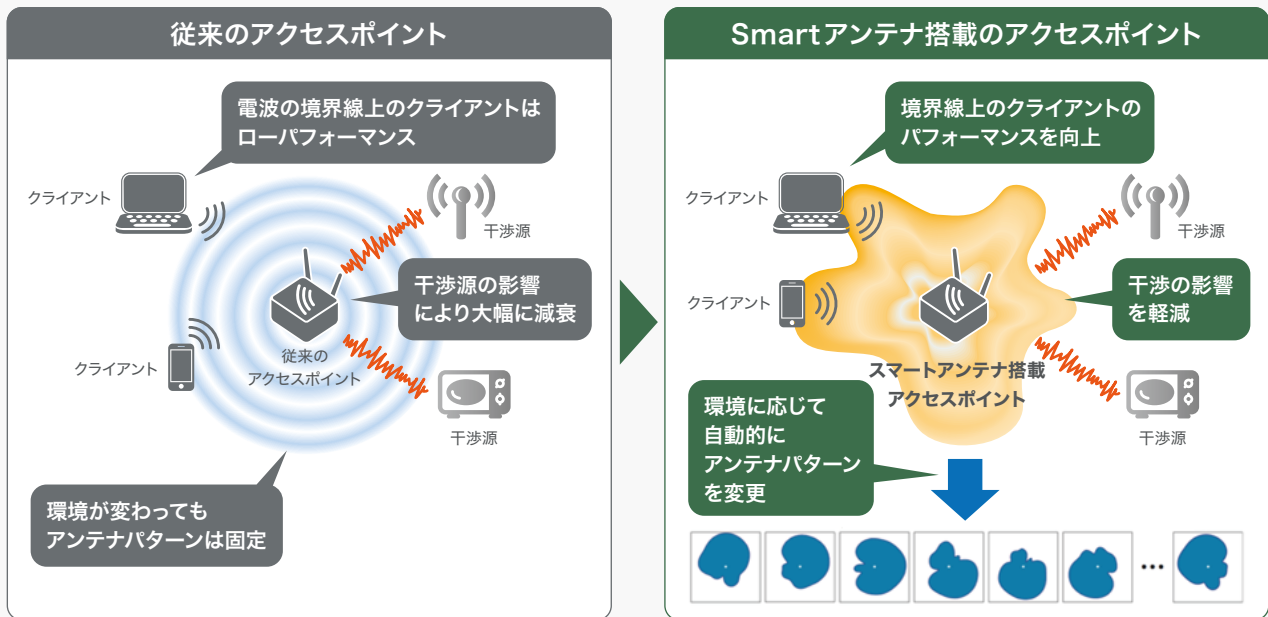 従来のアクセスポイント
電波の境界線上のクライアントは
ローパフォーマンス
クライアント
干渉源
干渉源の影響
により大幅に減衰
従来の
アクセスポイント
クライアント
干渉源
環境が変わっても
アンテナパターンは固定
Smartアンテナ搭載のアクセスポイント
境界線上のクライアントの
パフォーマンスを向上
クライアント
干渉源
クライアント
干渉の影響
を軽減
スマートアンテナ搭載
アクセスポイント
干渉源
環境に応じて
自動的に
アンテナパターン
を変更
…